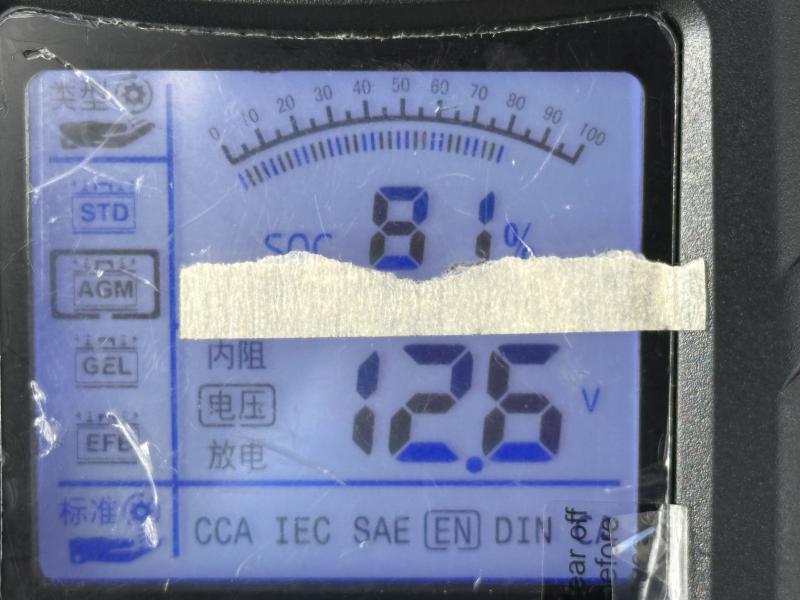 类型
0 10 20 30 40 50 60 70 80 90 100
STD
SOC 81 %
AGM
内阻
GEL
电压 12.6 V
EFB
放电
标准
CCA IEC SAE EN DIN CA
ear off
efore